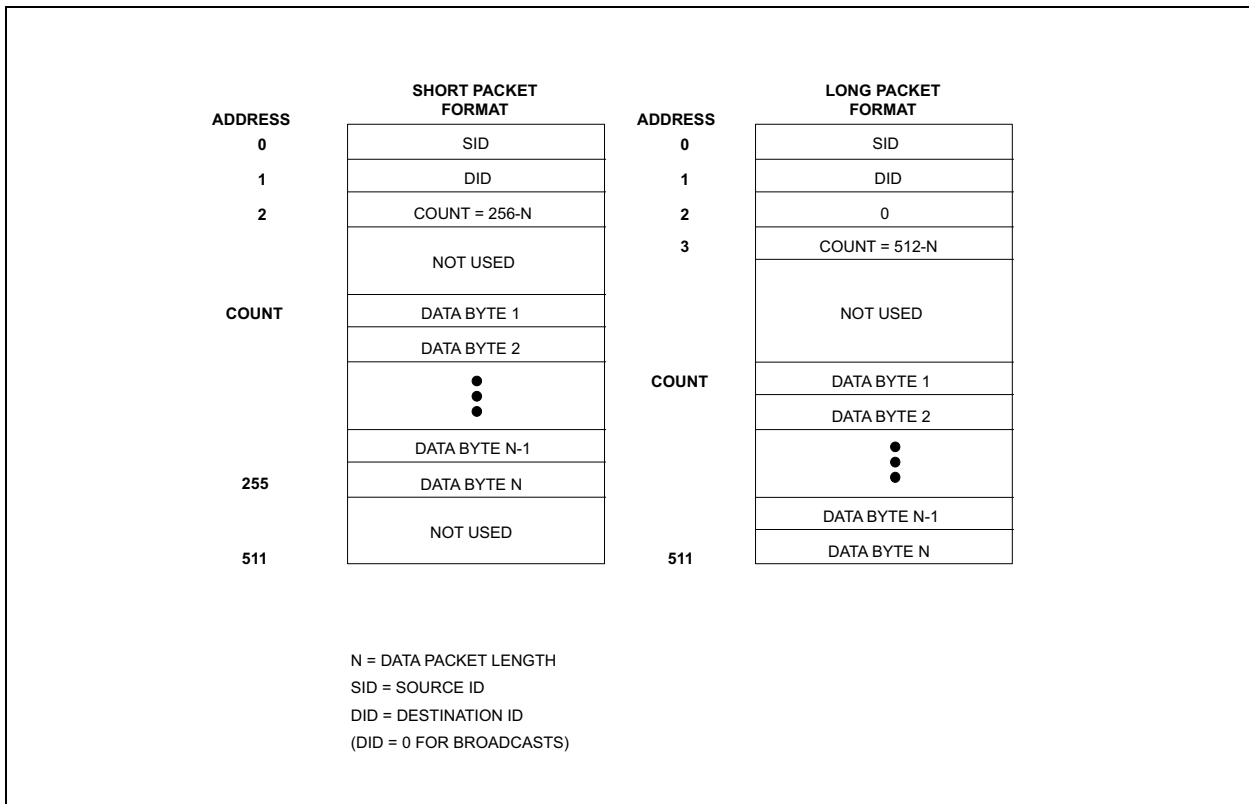 SHORT PACKET
FORMAT
ADDRESS
0
SID
1
DID
2
COUNT = 256-N
NOT USED
COUNT
DATA BYTE 1
DATA BYTE 2
DATA BYTE N-1
255
DATA BYTE N
NOT USED
511
LONG PACKET
FORMAT
ADDRESS
0
SID
1
DID
2
0
3
COUNT = 512-N
NOT USED
COUNT
DATA BYTE 1
DATA BYTE 2
DATA BYTE N-1
DATA BYTE N
511
N = DATA PACKET LENGTH
SID = SOURCE ID
DID = DESTINATION ID
(DID = 0 FOR BROADCASTS)